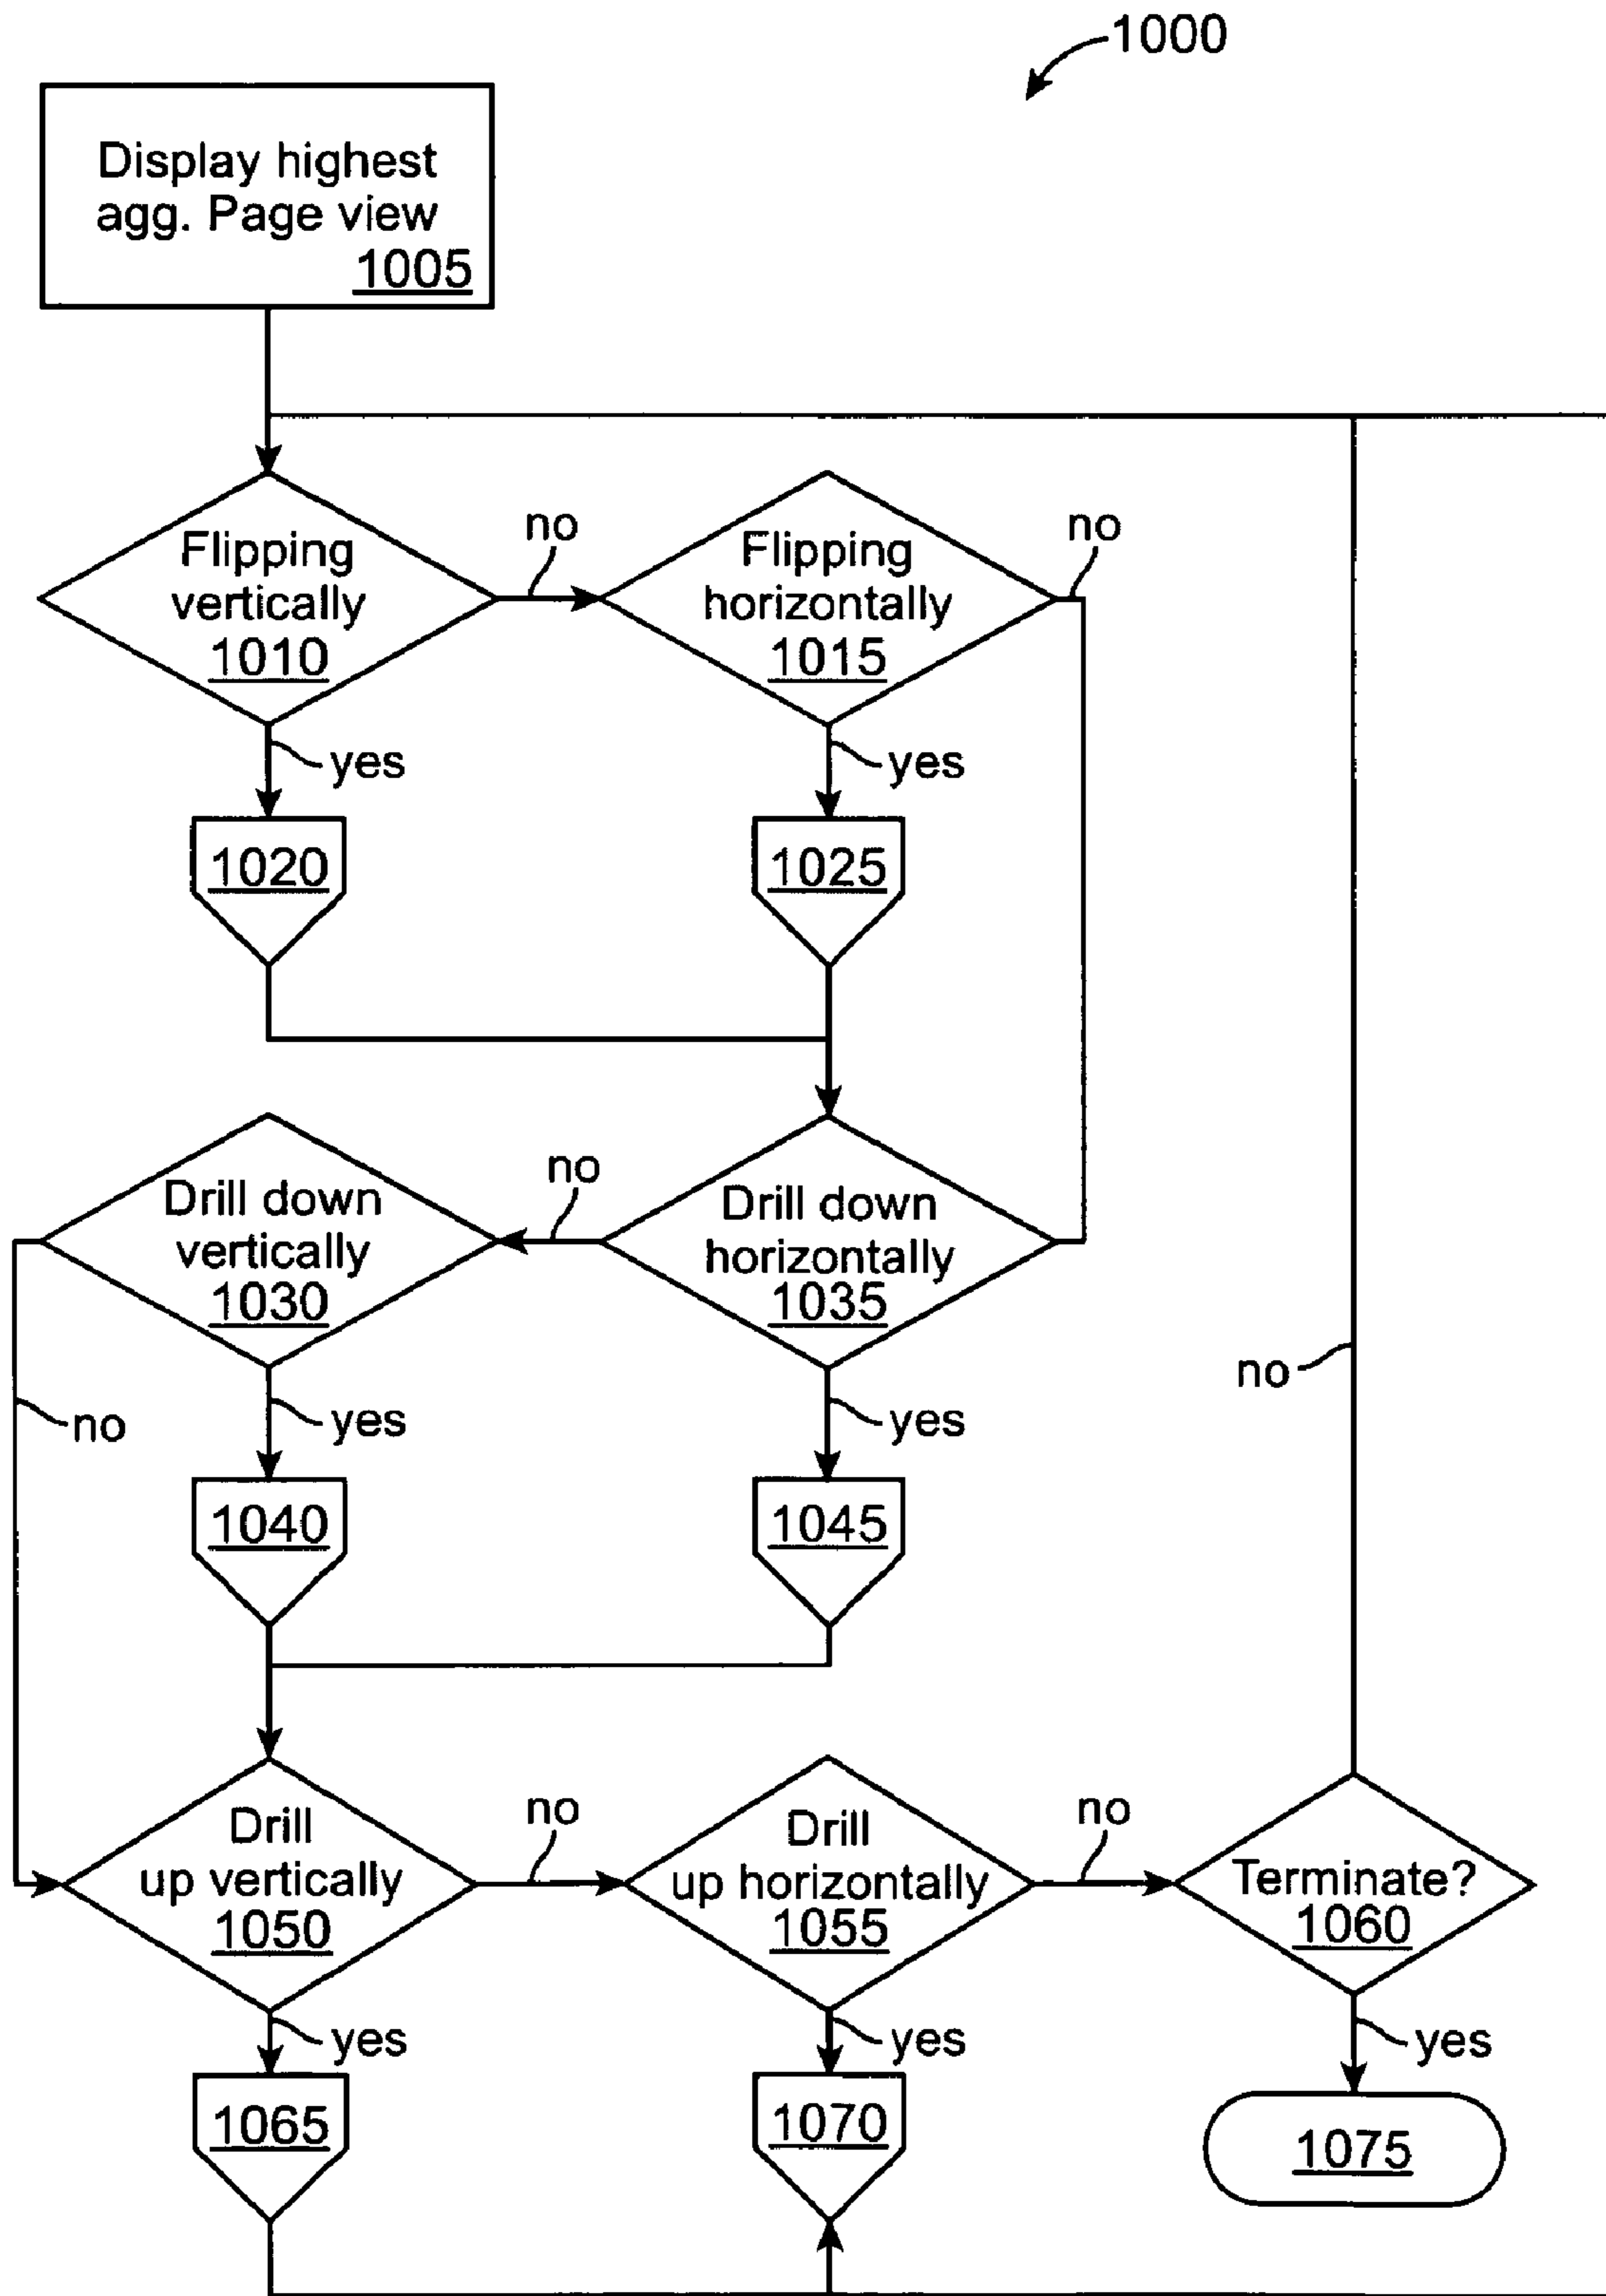 1000
Display highest
agg. Page view
1005
Flipping
vertically
1010
no
Flipping
horizontally
1015
no
yes
yes
1020
1025
Drill down
vertically
1030
no
Drill down
horizontally
1035
no
no
yes
yes
1040
1045
Drill
up vertically
1050
no
Drill
up horizontally
1055
no
Terminate?
1060
yes
yes
yes
1065
1070
1075